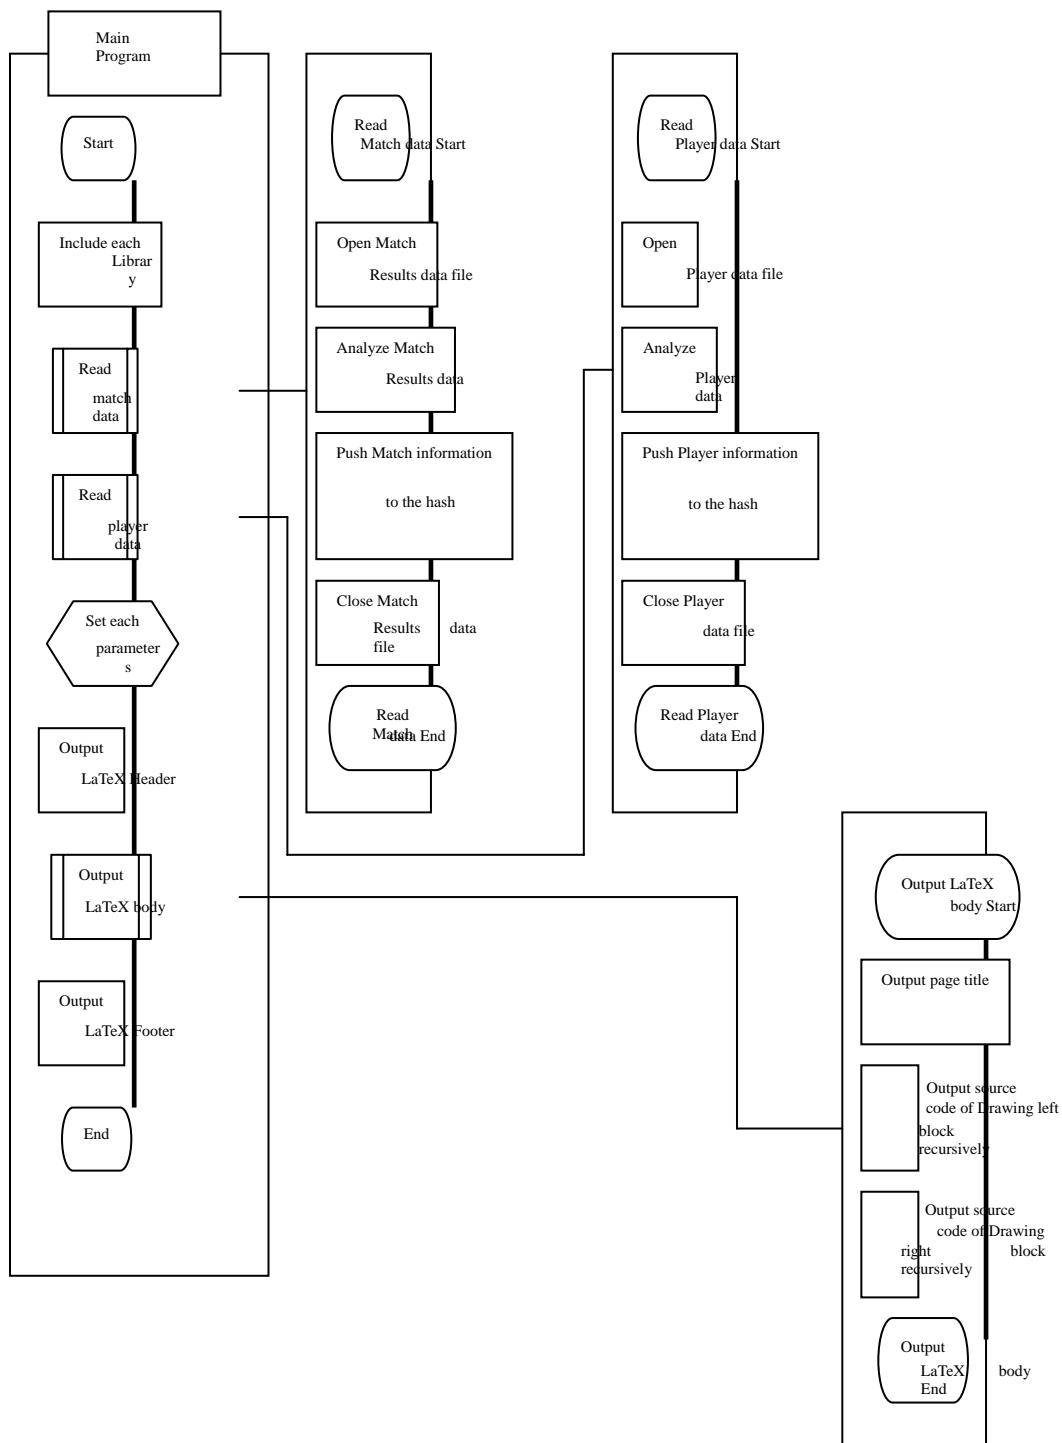 Main
Program
Start
Include each
Librar
y
Read
match
data
Read
player
data
Set each
parameter
s
Output
LaTeX Header
Output
LaTeX body
Output
LaTeX Footer
End
Read
Match data Start
Open Match
Results data file
Analyze Match
Results data
Push Match information
to the hash
Close Match
Results data
file
Read
Match
data End
Read
Player data Start
Open
Player data file
Analyze
Player
data
Push Player information
to the hash
Close Player
data file
Read Player
data End
Output LaTeX
body Start
Output page title
Output source
code of Drawing left
block
recursively
Output source
code of Drawing
right block
recursively
Output
LaTeX body
End